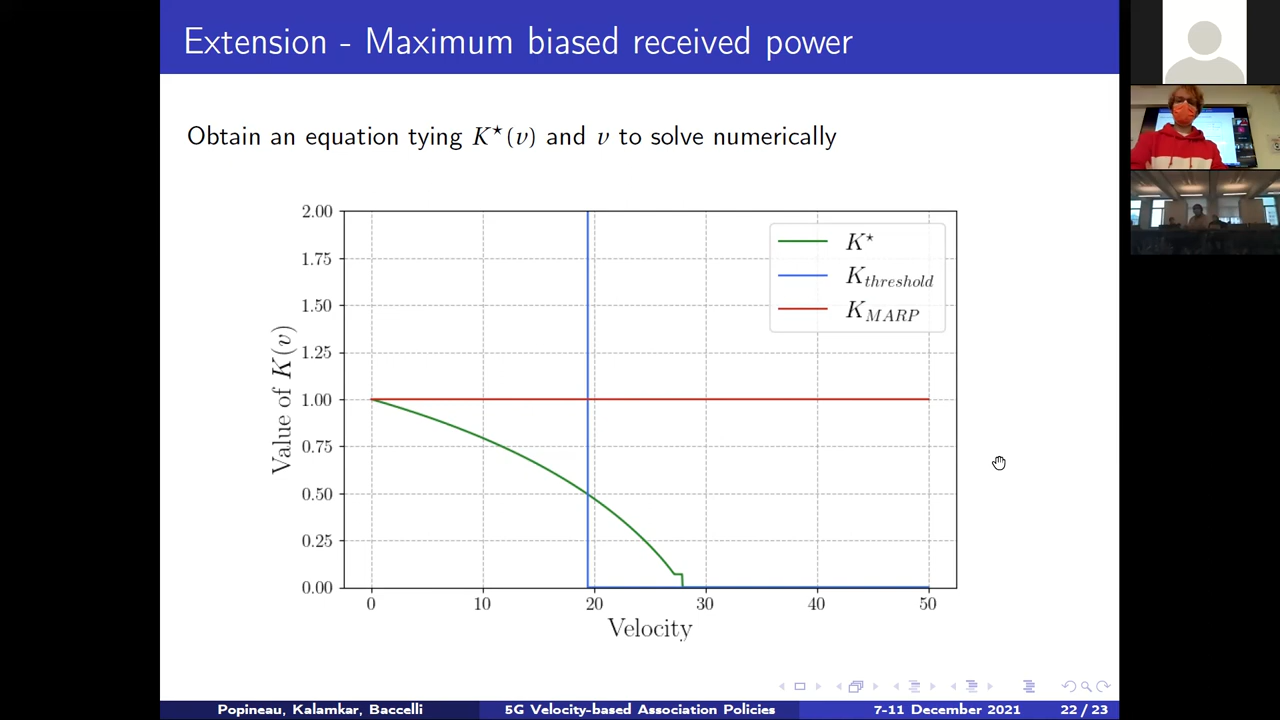 Extension - Maximum biased received power
Obtain an equation tying K⋆(v) and v to solve numerically
2.00
1.75
1.50
1.25
1.00
0.75
0.50
0.25
0.00
Value of K(v)
K⋆
K_threshold
K_MARP
0 10 20 30 40 50
Velocity
Popineau, Kalamkar, Baccelli 5G Velocity-based Association Policies 7-11 December 2021 22 / 23